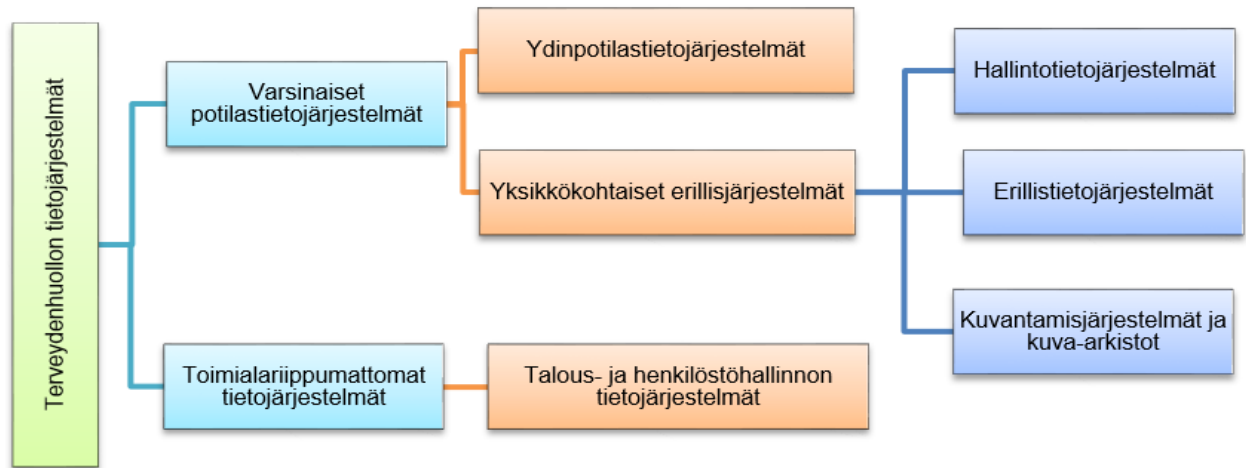 Terveydenhuollon tietojärjestelmät
Varsinaiset
potilastietojärjestelmät
Ydinpotilastietojärjestelmät
Yksikkökohtaiset erillisjärjestelmät
Hallintotietojärjestelmät
Erillistietojärjestelmät
Kuvantamisjärjestelmät ja
kuva-arkistot
Toimialariippumattomat
tietojärjestelmät
Talous- ja henkilöstöhallinnon
tietojärjestelmät